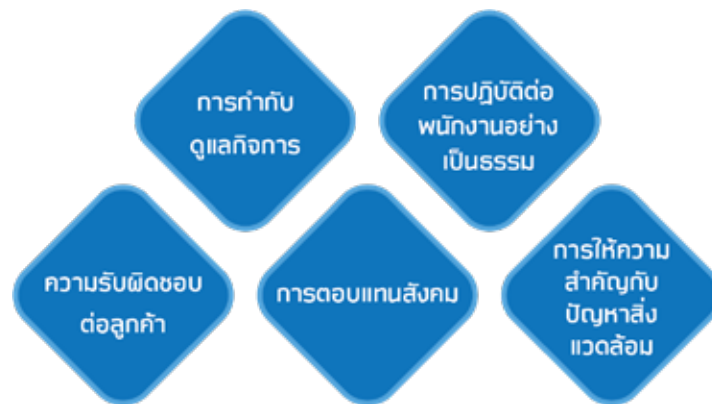 การกำกับ
ดูแลกิจการ
การปฏิบัติต่อ
พนักงานอย่าง
เป็นธรรม
ความรับผิดชอบ
ต่อลูกค้า
การตอบแทนสังคม
การให้ความ
สำคัญกับ
ปัญหาสิ่ง
แวดล้อม